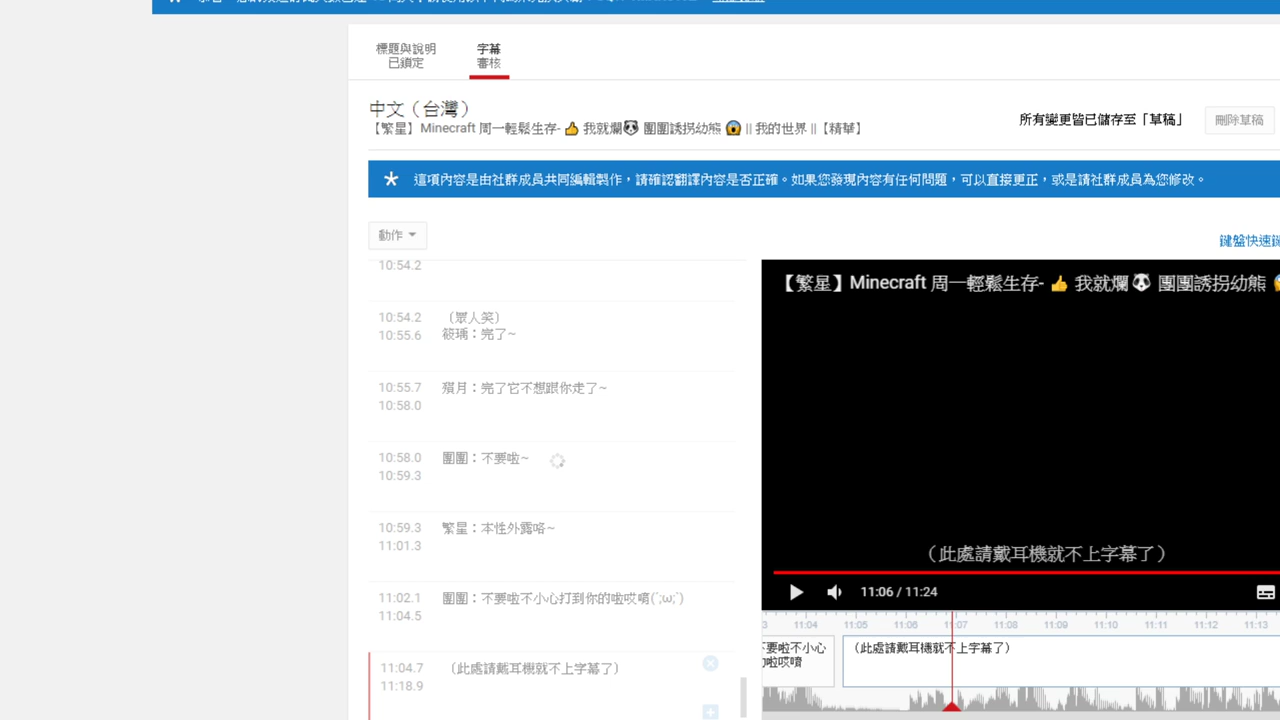 標題與說明
已鎖定
字幕
審核
中文（台灣）
【繁星】Minecraft 周一輕鬆生存-👍 我就爛🐼 團團誘拐幼熊 😱 || 我的世界 ||【精華】
所有變更皆已儲存至「草稿」
刪除草稿
這項內容是由社群成員共同編輯製作，請確認翻譯內容是否正確。如果您發現內容有任何問題，可以直接更正，或是請社群成員為您修改。
動作
鍵盤快速鍵
10:54.2
10:54.2
（眾人笑）
10:55.6
筱瑀：完了~
10:55.7
殞月：完了它不想跟你走了~
10:58.0
10:58.0
團團：不要啦~
10:59.3
10:59.3
繁星：本性外露咯~
11:01.3
11:02.1
團團：不要啦不小心打到你的啦哎唷(´;ω;`)
11:04.5
11:04.7
（此處請戴耳機就不上字幕了）
11:18.9
【繁星】Minecraft 周一輕鬆生存-👍 我就爛🐼 團團誘拐幼熊
（此處請戴耳機就不上字幕了）
11:06 / 11:24
3 11:04 11:05 11:06 11:07 11:08 11:09 11:10 11:11 11:12 11:13
不要啦不小心
的啦哎唷
（此處請戴耳機就不上字幕了）